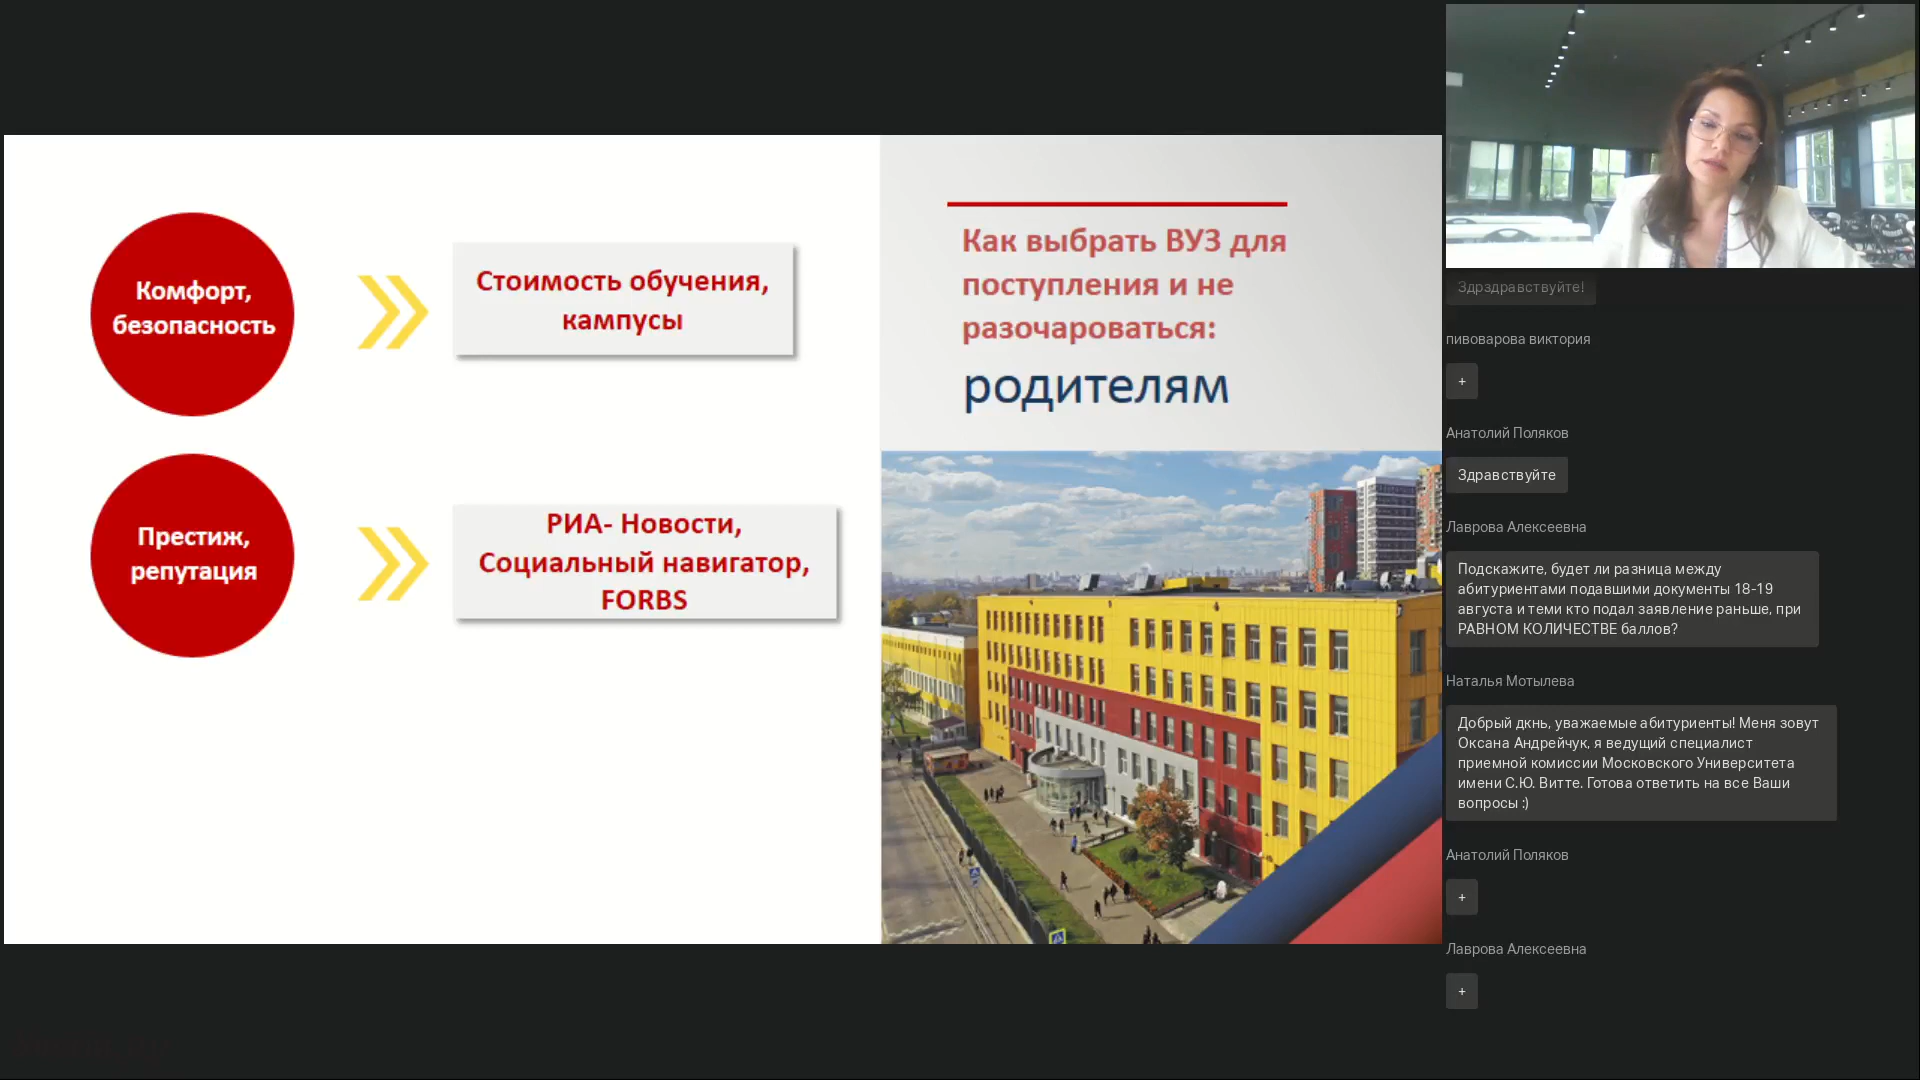 Комфорт,
безопасность
Стоимость обучения,
кампусы
Престиж,
репутация
РИА- Новости,
Социальный навигатор,
FORBS
Как выбрать ВУЗ для
поступления и не
разочароваться:
родителям
Здрздравствуйте!
пивоварова виктория
+
Анатолий Поляков
Здравствуйте
Лаврова Алексеевна
Подскажите, будет ли разница между
абитуриентами подавшими документы 18-19
августа и теми кто подал заявление раньше, при
РАВНОМ КОЛИЧЕСТВЕ баллов?
Наталья Мотылева
Добрый дкнь, уважаемые абитуриенты! Меня зовут
Оксана Андрейчук, я ведущий специалист
приемной комиссии Московского Университета
имени С.Ю. Витте. Готова ответить на все Ваши
вопросы :)
Анатолий Поляков
+
Лаврова Алексеевна
+